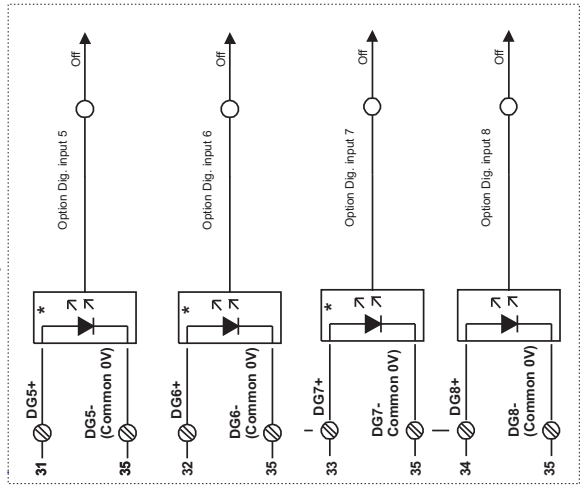 Off
Option Dig. input 5
*
DG5+
DG5-
(Common 0V)
31
35
Off
Option Dig. input 6
*
DG6+
DG6-
(Common 0V)
32
35
Off
Option Dig. input 7
*
DG7+
DG7-
Common 0V)
33
35
Off
Option Dig. input 8
DG8+
DG8-
(Common 0V)
34
35